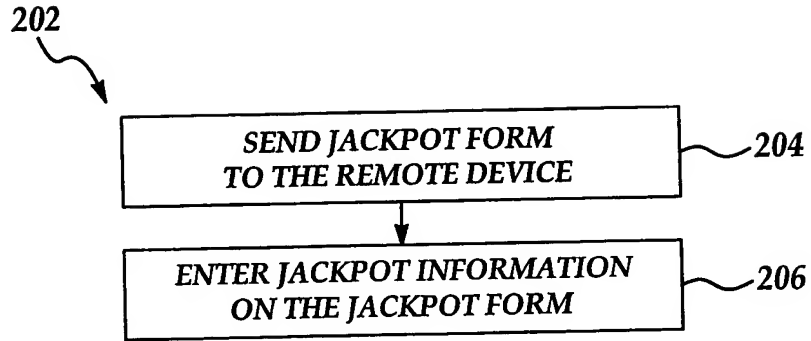 202
SEND JACKPOT FORM
TO THE REMOTE DEVICE
204
ENTER JACKPOT INFORMATION
ON THE JACKPOT FORM
206